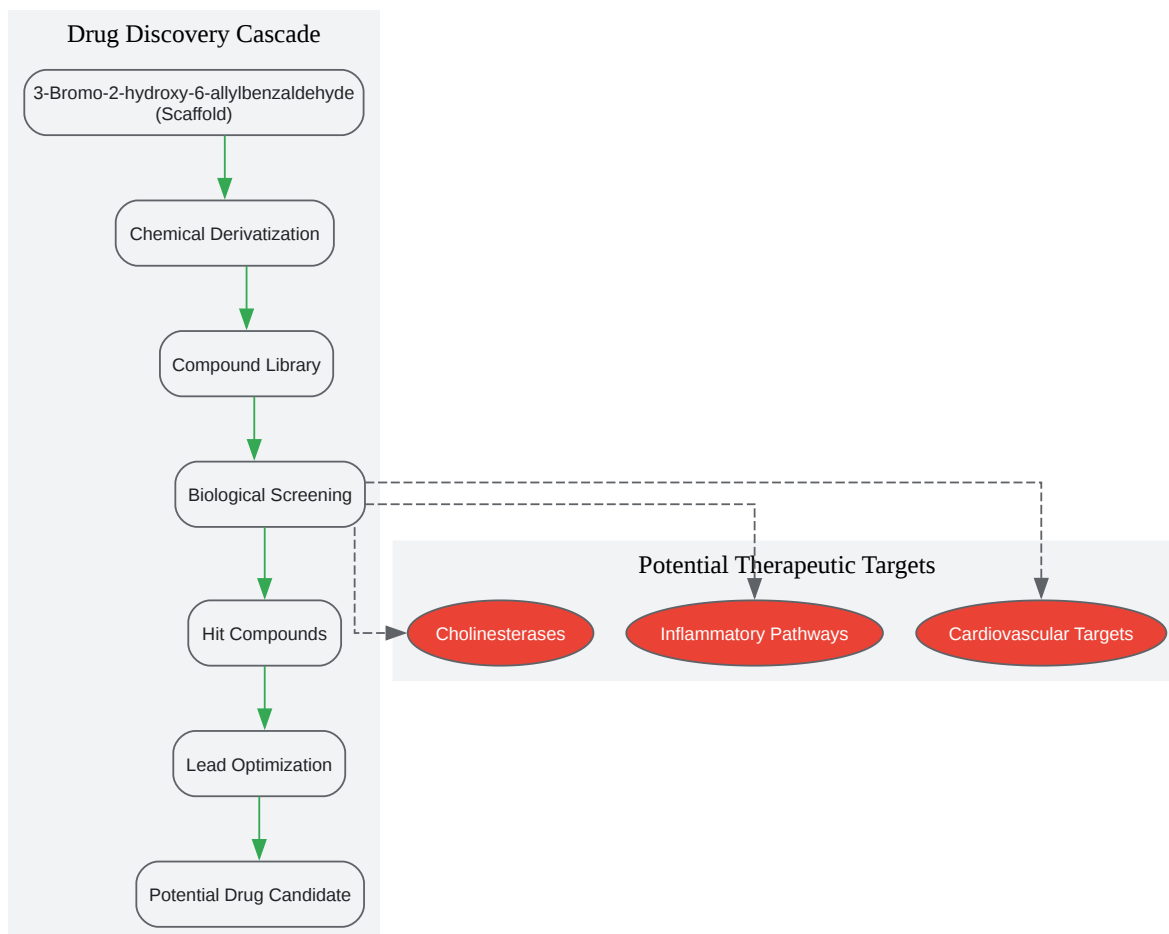 Drug Discovery Cascade
3-Bromo-2-hydroxy-6-allylbenzaldehyde
(Scaffold)
Chemical Derivatization
Compound Library
Biological Screening
Potential Therapeutic Targets
Hit Compounds
Cholinesterases
Inflammatory Pathways
Cardiovascular Targets
Lead Optimization
Potential Drug Candidate